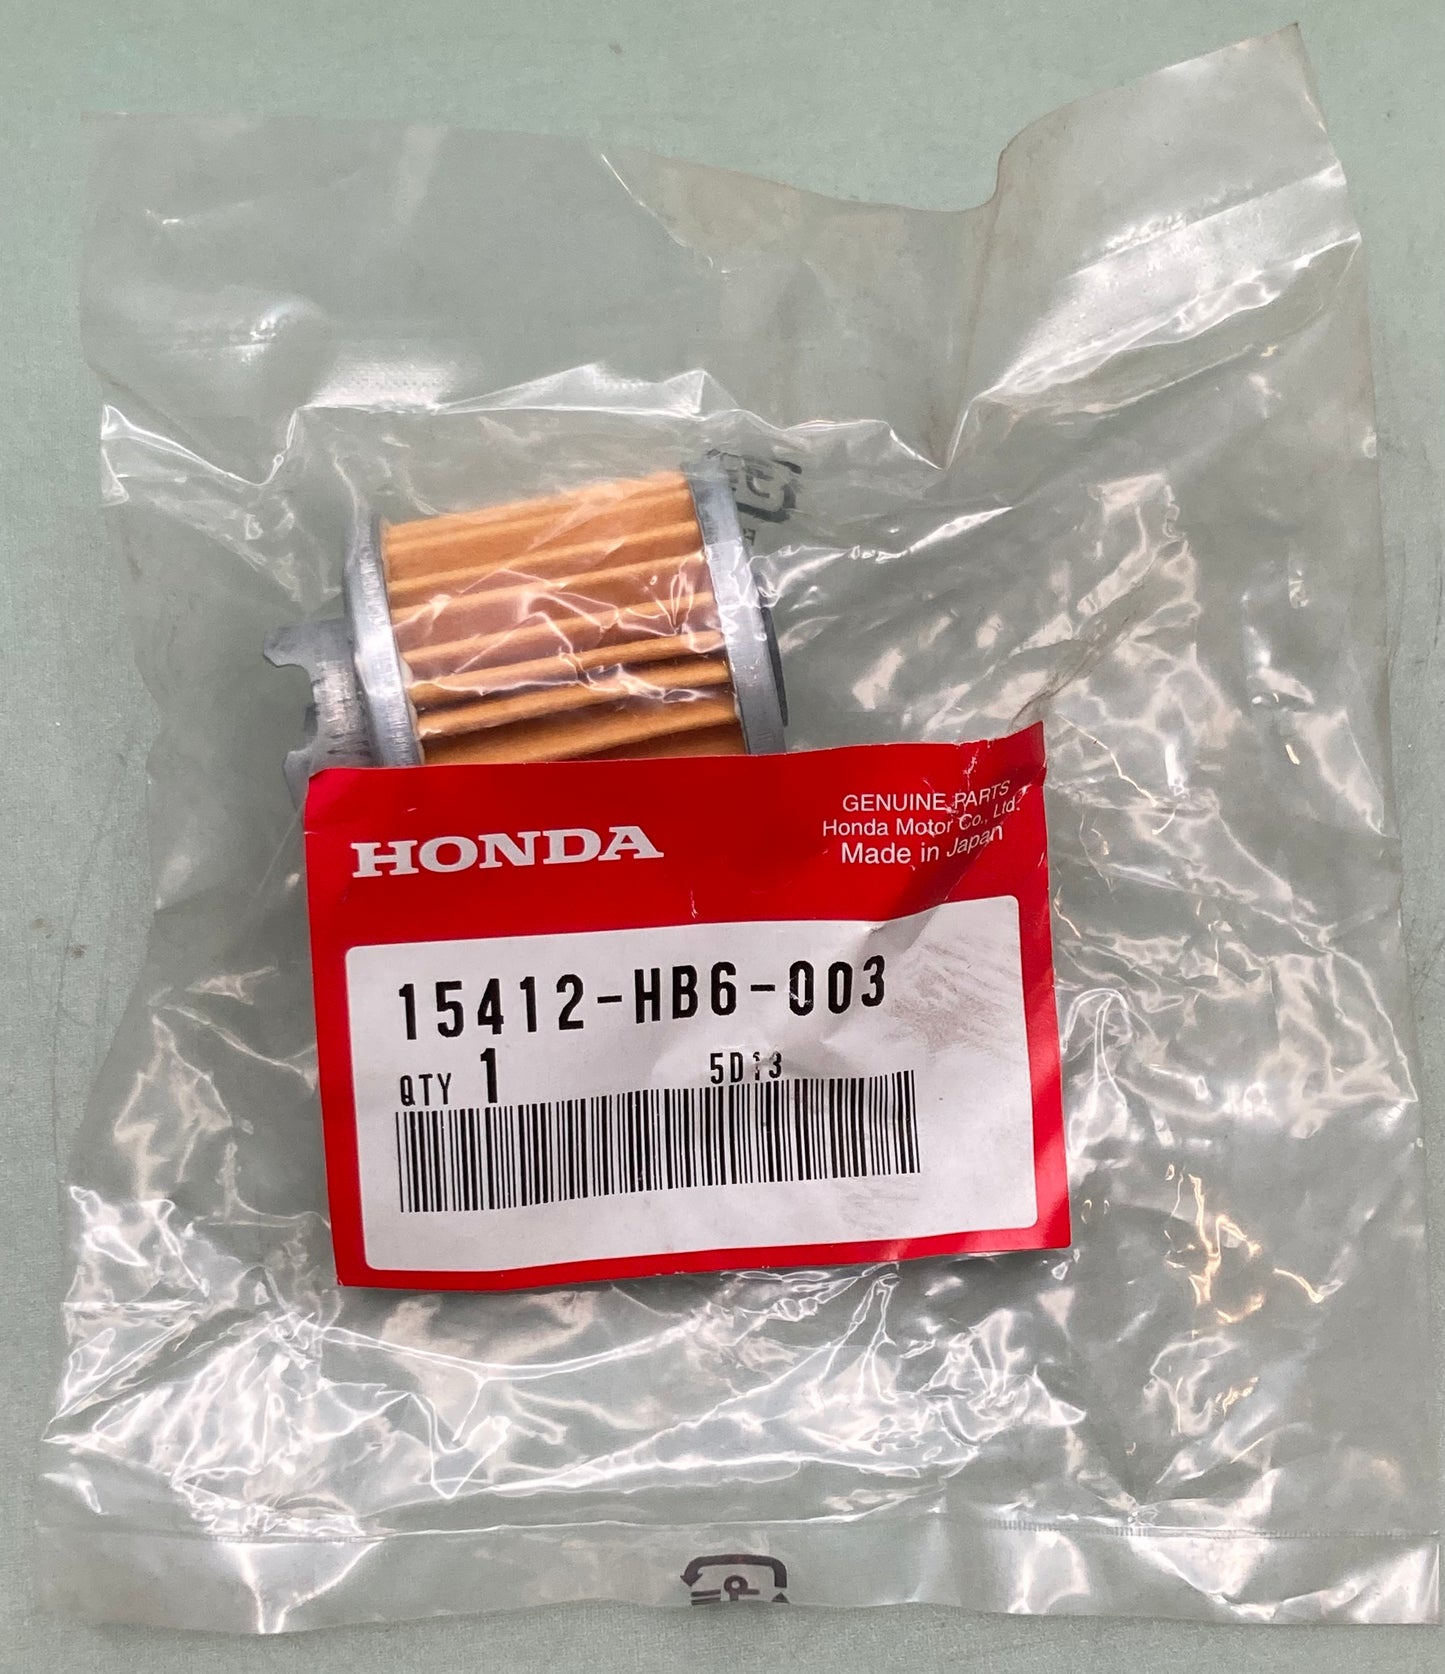 HONDA
GENUINE PARTS
Honda Motor Co., Ltd.
Made in Japan
15412-HB6-003
QTY 1 5D13